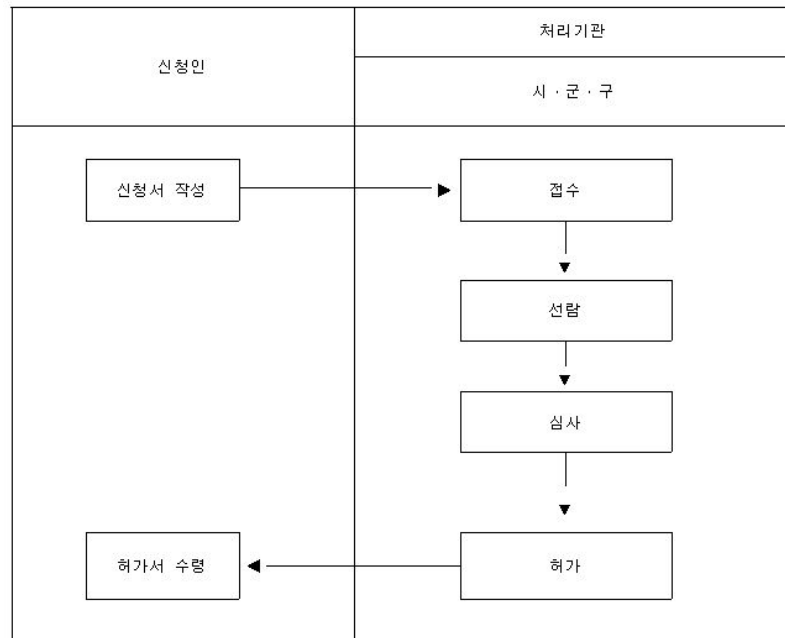 신청인
처리기관
시·군·구
신청서 작성
접수
선람
심사
허가서 수령
허가